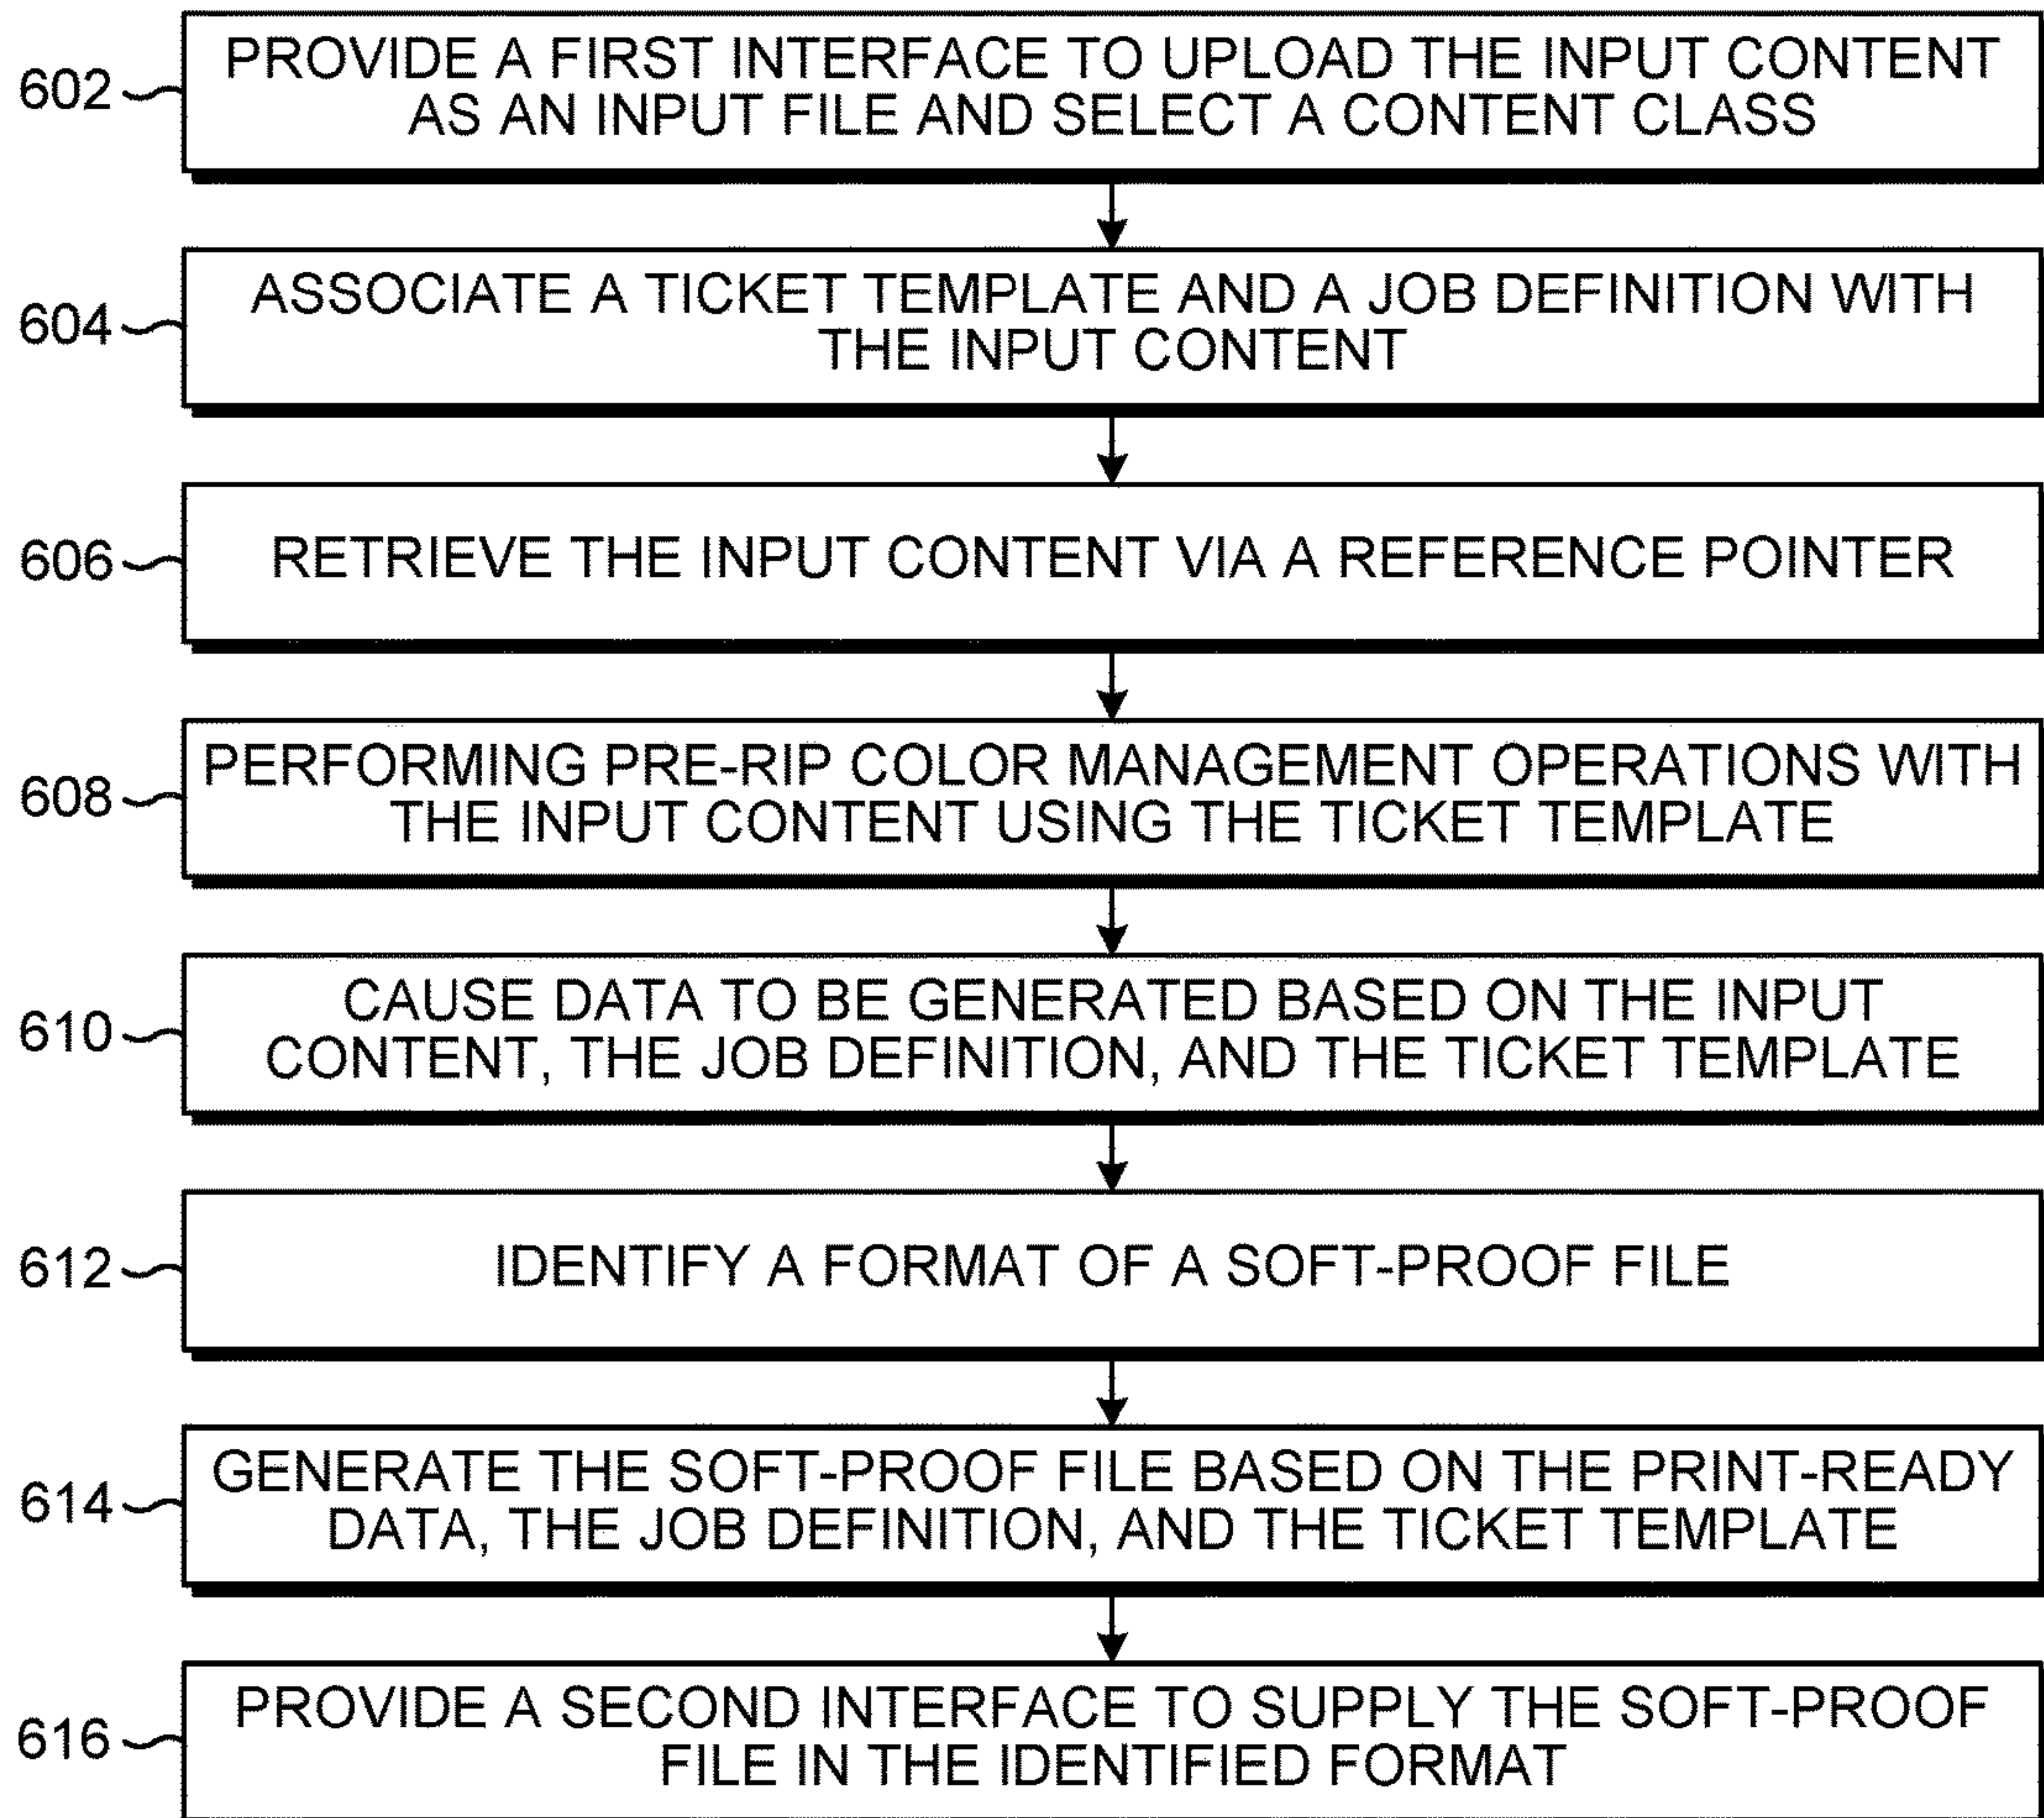 602
PROVIDE A FIRST INTERFACE TO UPLOAD THE INPUT CONTENT
AS AN INPUT FILE AND SELECT A CONTENT CLASS
604
ASSOCIATE A TICKET TEMPLATE AND A JOB DEFINITION WITH
THE INPUT CONTENT
606
RETRIEVE THE INPUT CONTENT VIA A REFERENCE POINTER
608
PERFORMING PRE-RIP COLOR MANAGEMENT OPERATIONS WITH
THE INPUT CONTENT USING THE TICKET TEMPLATE
610
CAUSE DATA TO BE GENERATED BASED ON THE INPUT
CONTENT, THE JOB DEFINITION, AND THE TICKET TEMPLATE
612
IDENTIFY A FORMAT OF A SOFT-PROOF FILE
614
GENERATE THE SOFT-PROOF FILE BASED ON THE PRINT-READY
DATA, THE JOB DEFINITION, AND THE TICKET TEMPLATE
616
PROVIDE A SECOND INTERFACE TO SUPPLY THE SOFT-PROOF
FILE IN THE IDENTIFIED FORMAT